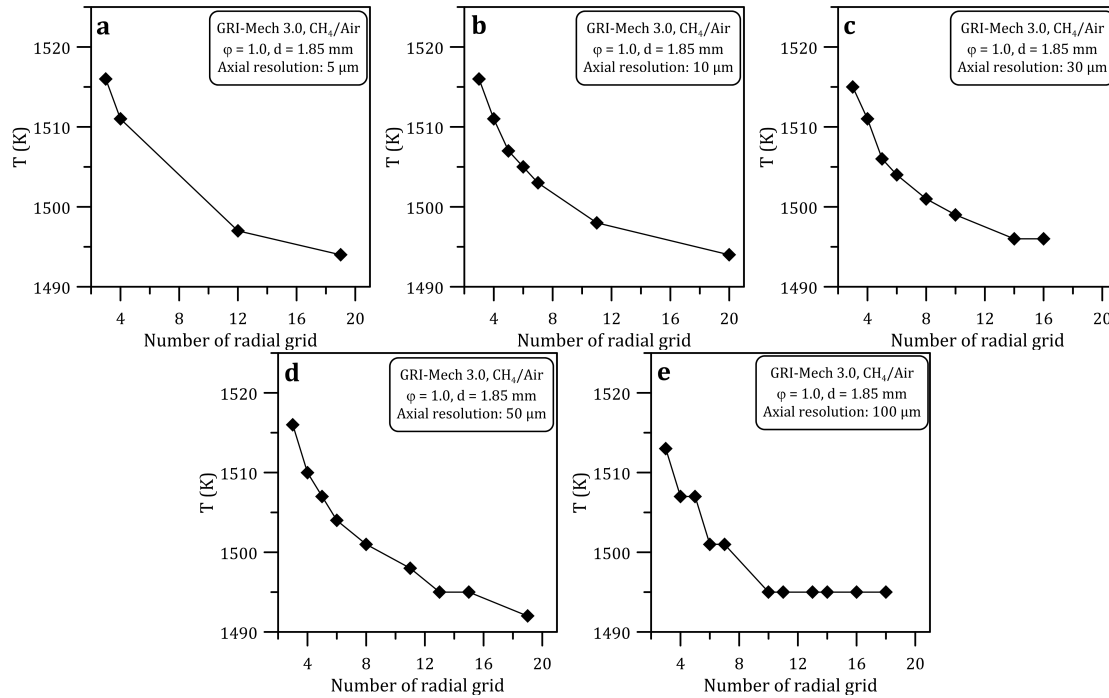 a
GRI-Mech 3.0, CH₄/Air
φ = 1.0, d = 1.85 mm
Axial resolution: 5 μm
T (K)
1520
1510
1500
1490
4 8 12 16 20
Number of radial grid
b
GRI-Mech 3.0, CH₄/Air
φ = 1.0, d = 1.85 mm
Axial resolution: 10 μm
T (K)
1520
1510
1500
1490
4 8 12 16 20
Number of radial grid
c
GRI-Mech 3.0, CH₄/Air
φ = 1.0, d = 1.85 mm
Axial resolution: 30 μm
T (K)
1520
1510
1500
1490
4 8 12 16 20
Number of radial grid
d
GRI-Mech 3.0, CH₄/Air
φ = 1.0, d = 1.85 mm
Axial resolution: 50 μm
T (K)
1520
1510
1500
1490
4 8 12 16 20
Number of radial grid
e
GRI-Mech 3.0, CH₄/Air
φ = 1.0, d = 1.85 mm
Axial resolution: 100 μm
T (K)
1520
1510
1500
1490
4 8 12 16 20
Number of radial grid